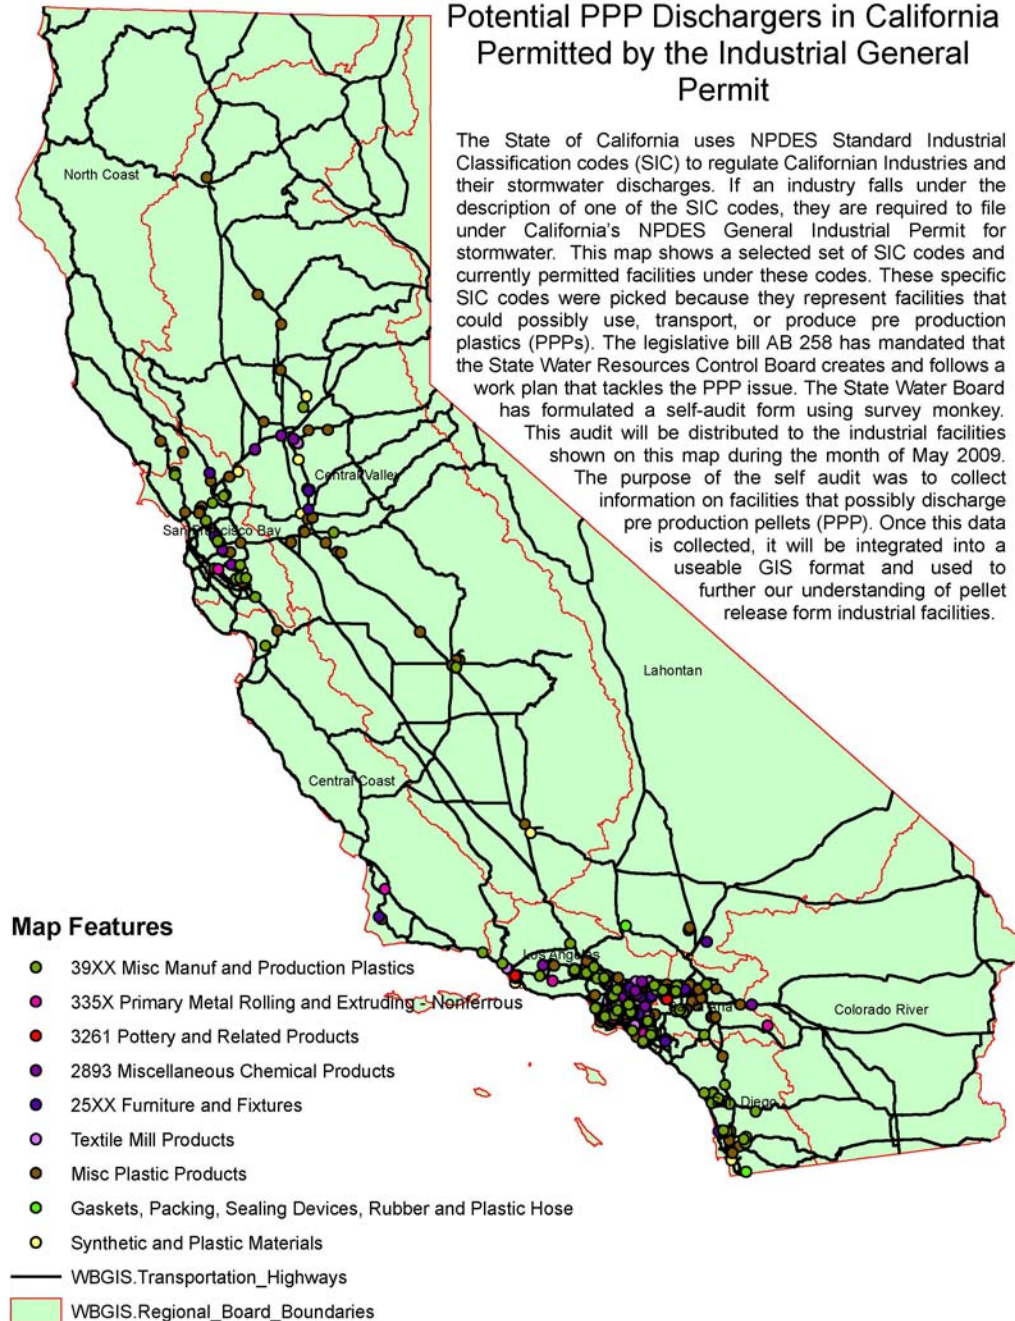 Potential PPP Dischargers in California
Permitted by the Industrial General
Permit
The State of California uses NPDES Standard Industrial
Classification codes (SIC) to regulate Californian Industries and
their stormwater discharges. If an industry falls under the
description of one of the SIC codes, they are required to file
under California's NPDES General Industrial Permit for
stormwater. This map shows a selected set of SIC codes and
currently permitted facilities under these codes. These specific
SIC codes were picked because they represent facilities that
could possibly use, transport, or produce pre production
plastics (PPPs). The legislative bill AB 258 has mandated that
the State Water Resources Control Board creates and follows a
work plan that tackles the PPP issue. The State Water Board
has formulated a self-audit form using survey monkey.
This audit will be distributed to the industrial facilities
shown on this map during the month of May 2009.
The purpose of the self audit was to collect
information on facilities that possibly discharge
pre production pellets (PPP). Once this data
is collected, it will be integrated into a
useable GIS format and used to
further our understanding of pellet
release form industrial facilities.
North Coast
Central Valley
San Francisco Bay
Lahontan
Central Coast
Los Angeles
Santa Ana
Colorado River
San Diego
Map Features
39XX Misc Manuf and Production Plastics
335X Primary Metal Rolling and Extruding - Nonferrous
3261 Pottery and Related Products
2893 Miscellaneous Chemical Products
25XX Furniture and Fixtures
Textile Mill Products
Misc Plastic Products
Gaskets, Packing, Sealing Devices, Rubber and Plastic Hose
Synthetic and Plastic Materials
WBGIS.Transportation_Highways
WBGIS.Regional_Board_Boundaries